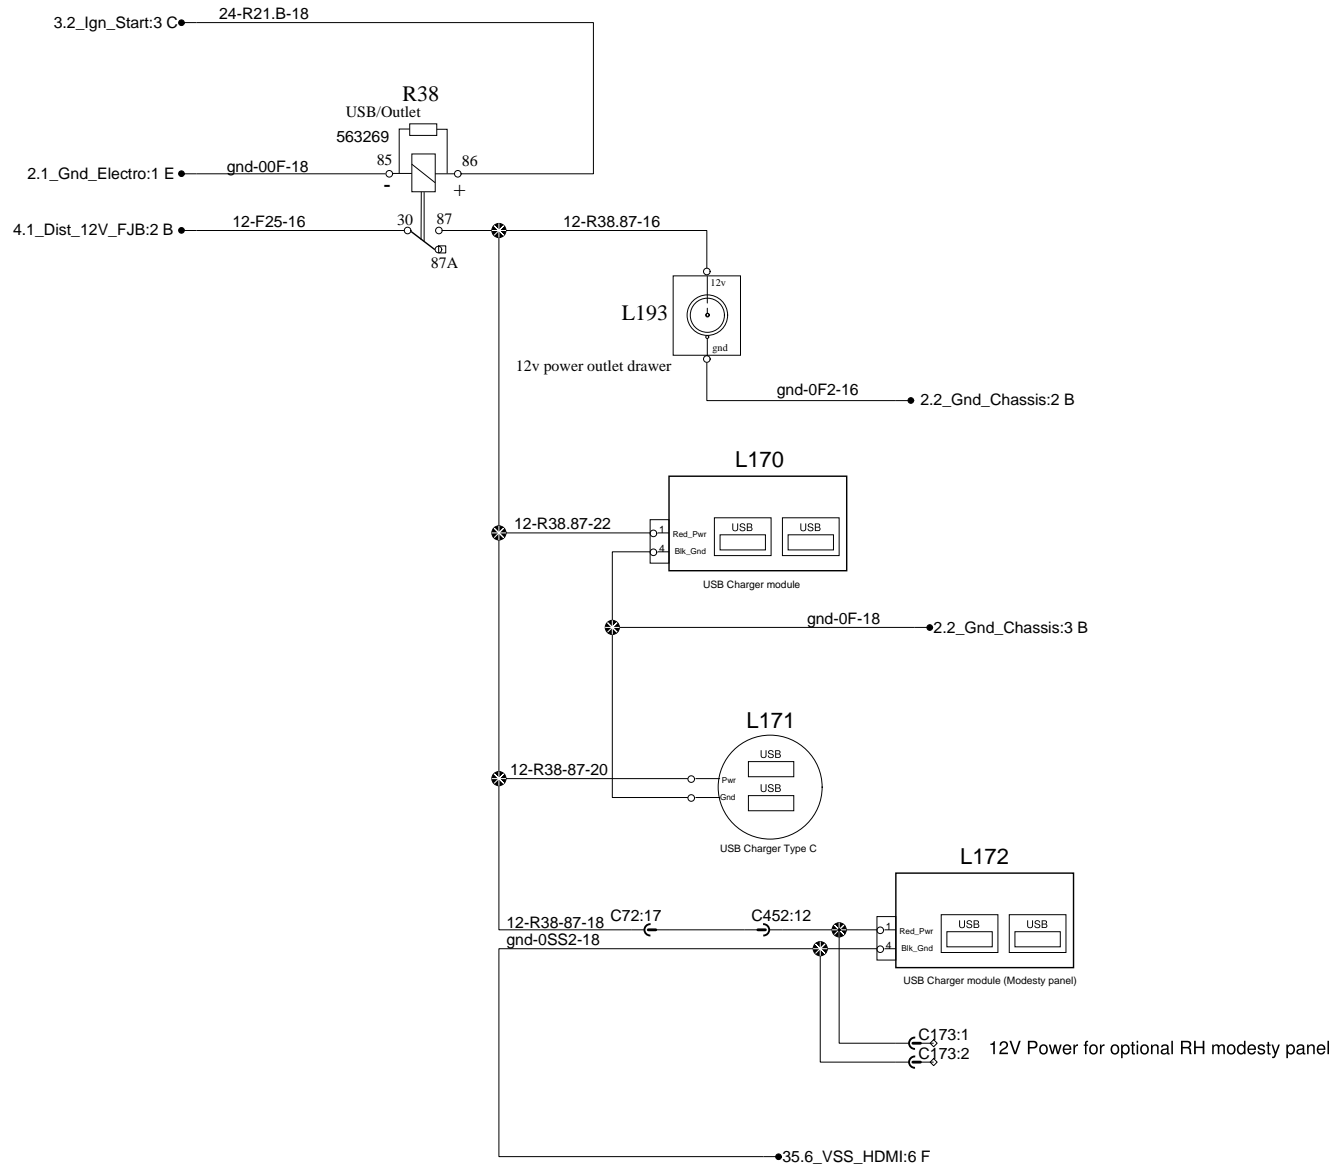 24-R21.B-18
3.2_Ign_Start:3 C
R38
USB/Outlet
563269
85
86
gnd-00F-18
2.1_Gnd_Electro:1 E
-
+
12-F25-16
30
87
12-R38.87-16
4.1_Dist_12V_FJB:2 B
87A
12v
L193
gnd
12v power outlet drawer
gnd-0F2-16
2.2_Gnd_Chassis:2 B
L170
12-R38.87-22
1
Red_Pwr
USB
USB
4
Blk_Gnd
USB Charger module
gnd-0F-18
2.2_Gnd_Chassis:3 B
L171
USB
12-R38-87-20
Pwr
USB
Gnd
USB Charger Type C
L172
12-R38-87-18
C72:17
C452:12
1
Red_Pwr
USB
USB
gnd-0SS2-18
4
Blk_Gnd
USB Charger module (Modesty panel)
C173:1
C173:2
12V Power for optional RH modesty panel
35.6_VSS_HDMI:6 F